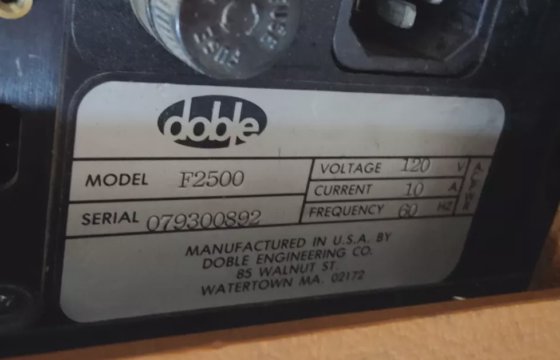 FUSE
doble
MODEL F2500
SERIAL 079300892
VOLTAGE 120 V
CURRENT 10 A
FREQUENCY 60 HZ
MANUFACTURED IN U.S.A. BY
DOBLE ENGINEERING CO.
85 WALNUT ST.
WATERTOWN MA. 02172